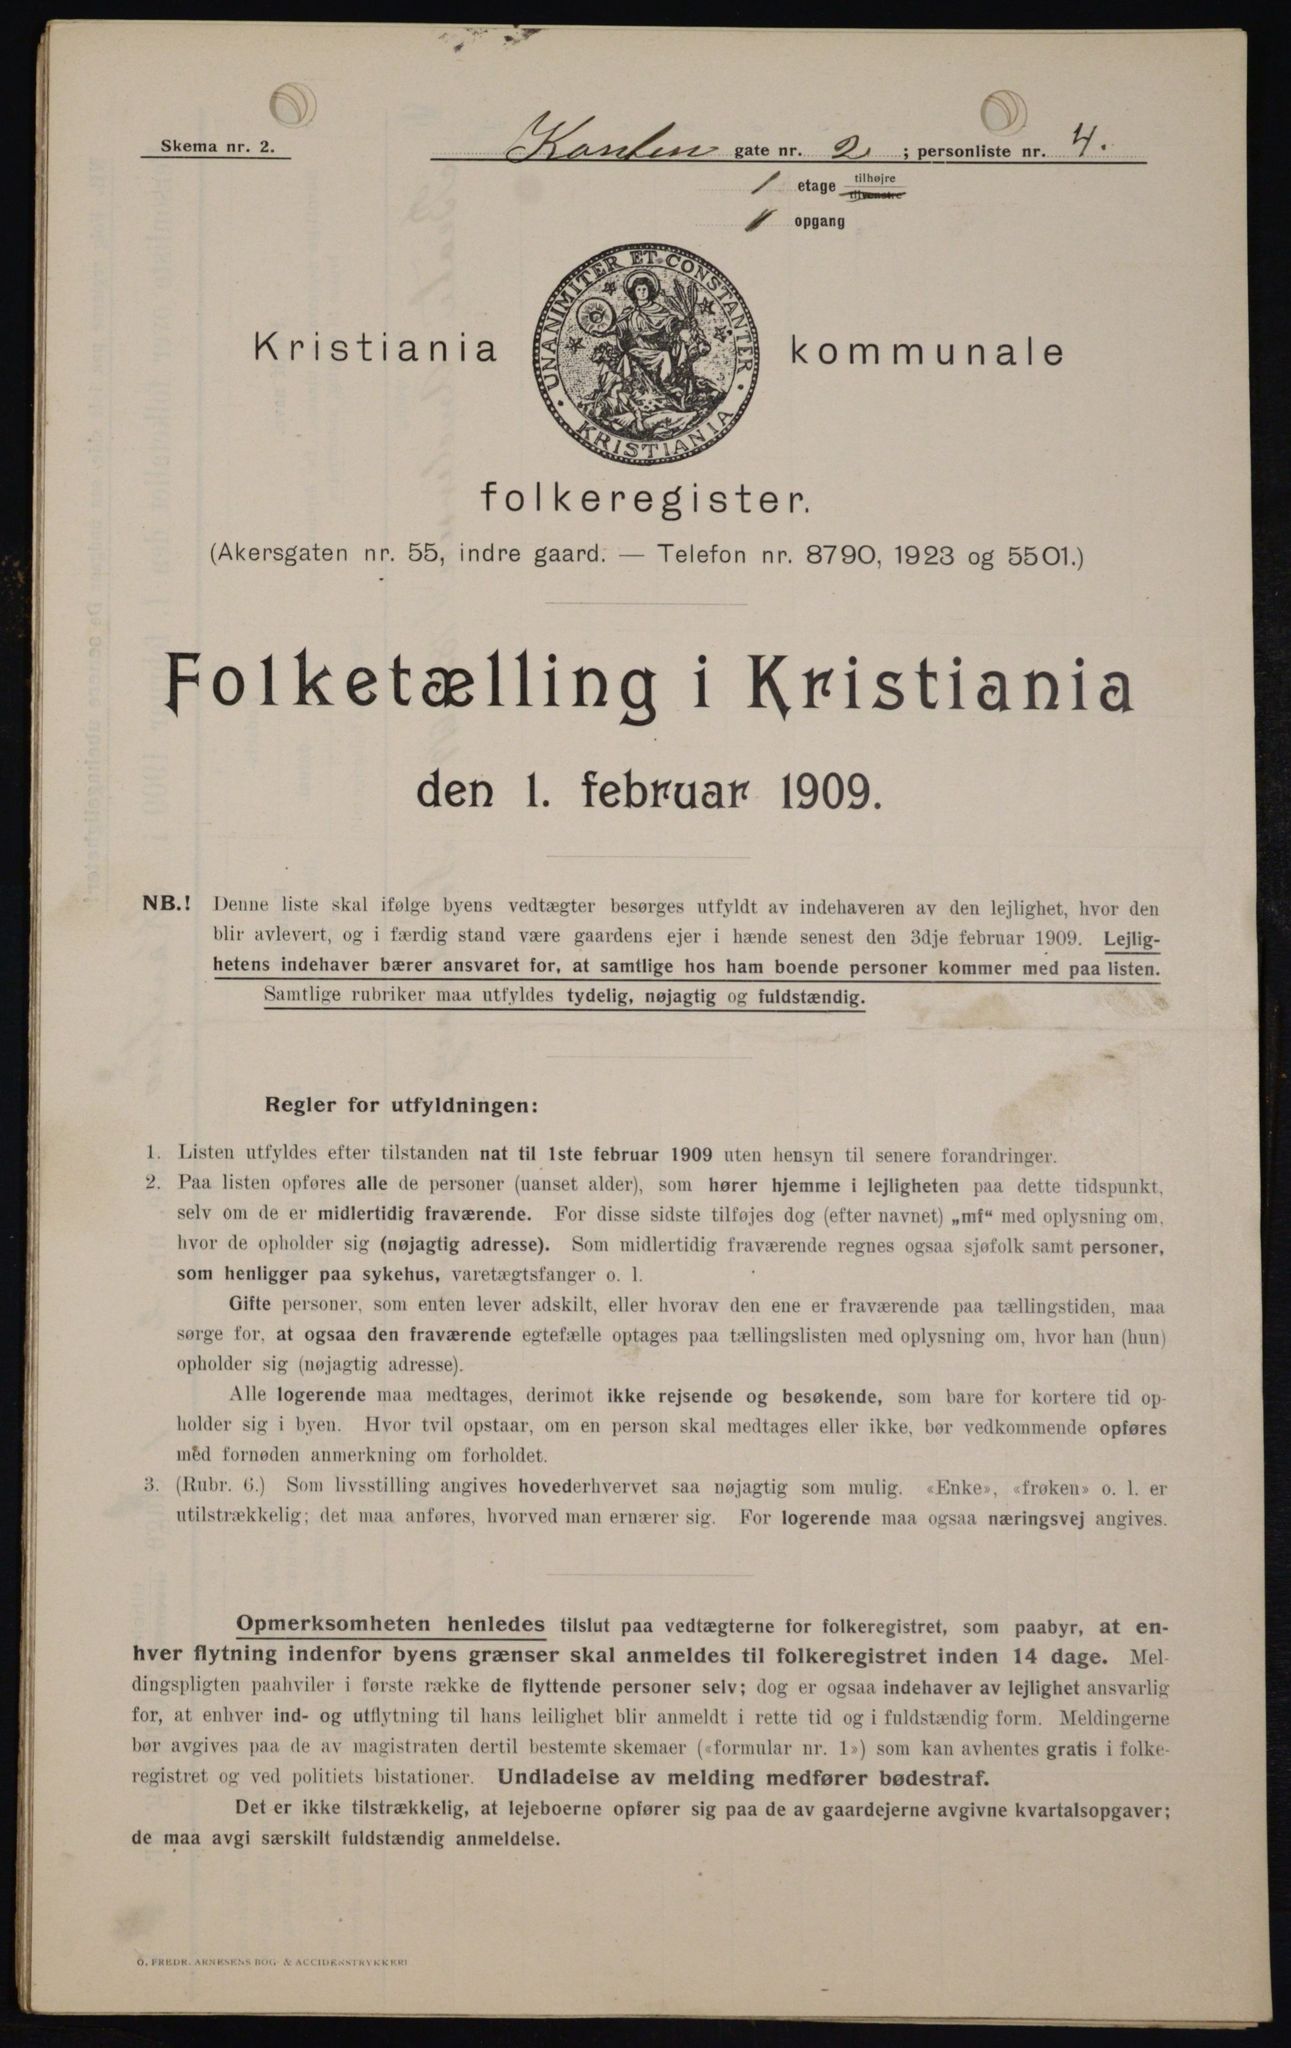 Skema nr. 2.
Karlen gate nr. 2 ; personliste nr. 4.
1 etage tilhøjre tilvenstre
1 opgang
UNANIMITER ET CONSTANTER
KRISTIANIA
Kristiania kommunale
folkeregister.
(Akersgaten nr. 55, indre gaard. — Telefon nr. 8790, 1923 og 5501.)
Folketælling i Kristiania
den 1. februar 1909.
NB.! Denne liste skal ifølge byens vedtægter besørges utfyldt av indehaveren av den lejlighet, hvor den
blir avlevert, og i færdig stand være gaardens ejer i hænde senest den 3dje februar 1909. Lejlig-
hetens indehaver bærer ansvaret for, at samtlige hos ham boende personer kommer med paa listen.
Samtlige rubriker maa utfyldes tydelig, nøjagtig og fuldstændig.
Regler for utfyldningen:
1. Listen utfyldes efter tilstanden nat til 1ste februar 1909 uten hensyn til senere forandringer.
2. Paa listen opføres alle de personer (uanset alder), som hører hjemme i lejligheten paa dette tidspunkt,
selv om de er midlertidig fraværende. For disse sidste tilføjes dog (efter navnet) „mf“ med oplysning om,
hvor de opholder sig (nøjagtig adresse). Som midlertidig fraværende regnes ogsaa sjøfolk samt personer,
som henligger paa sykehus, varetægtsfanger o. l.
Gifte personer, som enten lever adskilt, eller hvorav den ene er fraværende paa tællingstiden, maa
sørge for, at ogsaa den fraværende egtefælle optages paa tællingslisten med oplysning om, hvor han (hun)
opholder sig (nøjagtig adresse).
Alle logerende maa medtages, derimot ikke rejsende og besøkende, som bare for kortere tid op-
holder sig i byen. Hvor tvil opstaar, om en person skal medtages eller ikke, bør vedkommende opføres
med fornøden anmerkning om forholdet.
3. (Rubr. 6.) Som livsstilling angives hovederhvervet saa nøjagtig som mulig. «Enke», «frøken» o. l. er
utilstrækkelig; det maa anføres, hvorved man ernærer sig. For logerende maa ogsaa næringsvej angives.
Opmerksomheten henledes tilslut paa vedtægterne for folkeregistret, som paabyr, at en-
hver flytning indenfor byens grænser skal anmeldes til folkeregistret inden 14 dage. Mel-
dingspligten paahviler i første række de flyttende personer selv; dog er ogsaa indehaver av lejlighet ansvarlig
for, at enhver ind- og utflytning til hans leilighet blir anmeldt i rette tid og i fuldstændig form. Meldingerne
bør avgives paa de av magistraten dertil bestemte skemaer («formular nr. 1») som kan avhentes gratis i folke-
registret og ved politiets bistationer. Undladelse av melding medfører bødestraf.
Det er ikke tilstrækkelig, at lejeboerne opfører sig paa de av gaardejerne avgivne kvartalsopgaver;
de maa avgi særskilt fuldstændig anmeldelse.
O. FREDR. ARNESENS BOG- & ACCIDENSTRYKKERI